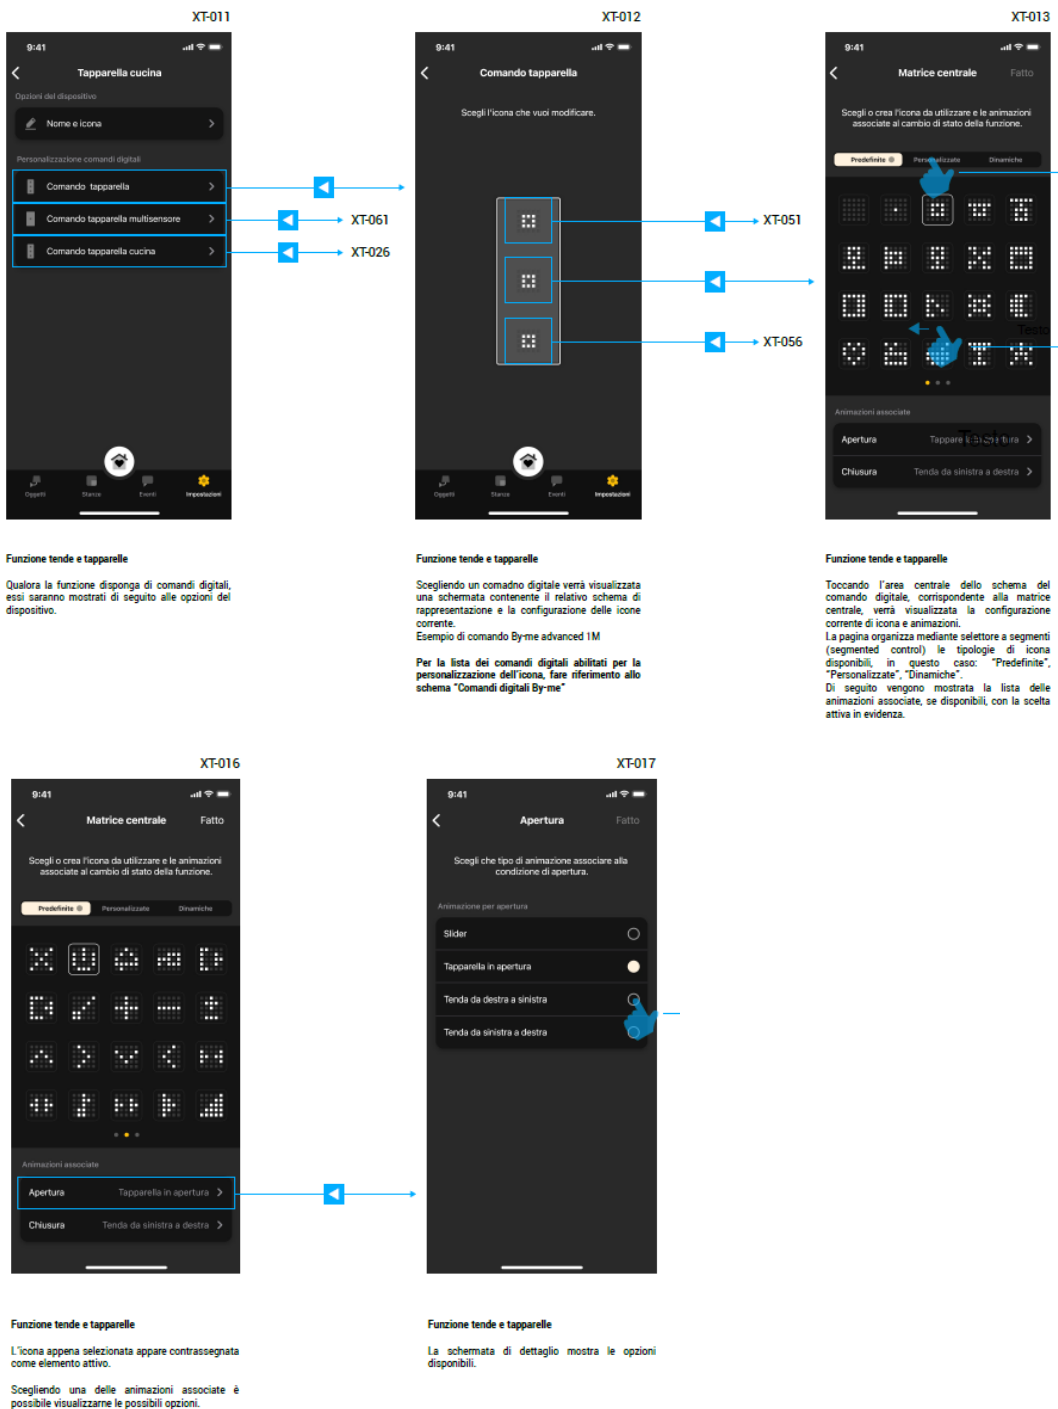 XT-011
9:41
Tapparella cucina
Opzioni del dispositivo
Nome e icona
Personalizzazione comandi digitali
Comando tapparella
Comando tapparella multisensore
Comando tapparella cucina
XT-061
XT-026
Oggetti
Stanze
Eventi
Impostazioni
Funzione tende e tapparelle
Qualora la funzione disponga di comandi digitali,
essi saranno mostrati di seguito alle opzioni del
dispositivo.
XT-012
9:41
Comando tapparella
Scegli l'icona che vuoi modificare.
XT-051
XT-056
Oggetti
Stanze
Eventi
Impostazioni
Funzione tende e tapparelle
Scegliendo un comadno digitale verrà visualizzata
una schermata contenente il relativo schema di
rappresentazione e la configurazione delle icone
corrente.
Esempio di comando By-me advanced 1M
Per la lista dei comandi digitali abilitati per la
personalizzazione dell'icona, fare riferimento allo
schema “Comandi digitali By-me”
XT-013
9:41
Matrice centrale
Fatto
Scegli o crea l'icona da utilizzare e le animazioni
associate al cambio di stato della funzione.
Predefinite
Personalizzate
Dinamiche
Testo
Animazioni associate
Apertura
Tapparella in apertura
Testo
Chiusura
Tenda da sinistra a destra
Funzione tende e tapparelle
Toccando l'area centrale dello schema del
comando digitale, corrispondente alla matrice
centrale, verrà visualizzata la configurazione
corrente di icona e animazioni.
La pagina organizza mediante selettore a segmenti
(segmented control) le tipologie di icona
disponibili, in questo caso: “Predefinite”,
“Personalizzate”, “Dinamiche”.
Di seguito vengono mostrata la lista delle
animazioni associate, se disponibili, con la scelta
attiva in evidenza.
XT-016
9:41
Matrice centrale
Fatto
Scegli o crea l'icona da utilizzare e le animazioni
associate al cambio di stato della funzione.
Predefinite
Personalizzate
Dinamiche
Animazioni associate
Apertura
Tapparella in apertura
Chiusura
Tenda da sinistra a destra
Funzione tende e tapparelle
L'icona appena selezionata appare contrassegnata
come elemento attivo.
Scegliendo una delle animazioni associate è
possibile visualizzarne le possibili opzioni.
XT-017
9:41
Apertura
Fatto
Scegli che tipo di animazione associare alla
condizione di apertura.
Animazione per apertura
Slider
Tapparella in apertura
Tenda da destra a sinistra
Tenda da sinistra a destra
Funzione tende e tapparelle
La schermata di dettaglio mostra le opzioni
disponibili.